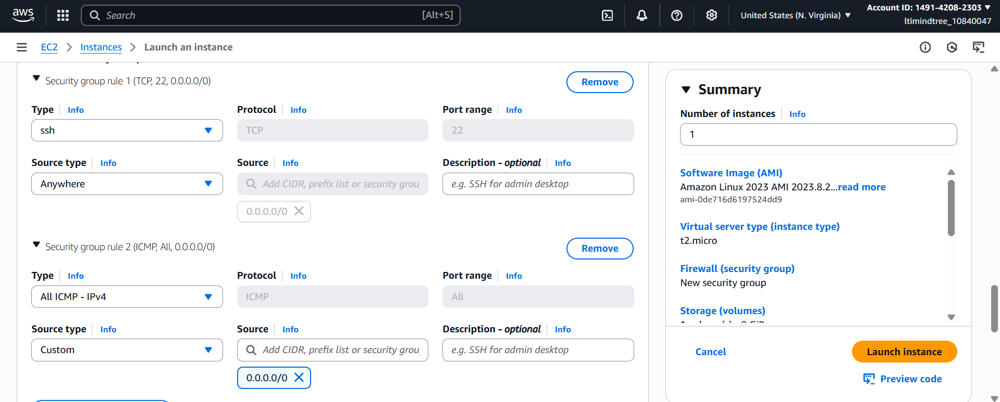 aws
Search [Alt+S]
United States (N. Virginia)
Account ID: 1491-4208-2303
ltimindtree_10840047
EC2 Instances Launch an instance
Security group rule 1 (TCP, 22, 0.0.0.0/0)
Remove
Type Info Protocol Info Port range Info
ssh TCP 22
Source type Info Source Info Description - optional Info
Anywhere Add CIDR, prefix list or security grou e.g. SSH for admin desktop
0.0.0.0/0
Security group rule 2 (ICMP, All, 0.0.0.0/0)
Remove
Type Info Protocol Info Port range Info
All ICMP - IPv4 ICMP All
Source type Info Source Info Description - optional Info
Custom Add CIDR, prefix list or security grou e.g. SSH for admin desktop
0.0.0.0/0
Summary
Number of instances Info
1
Software Image (AMI)
Amazon Linux 2023 AMI 2023.8.2...read more
ami-0de716d6197524dd9
Virtual server type (instance type)
t2.micro
Firewall (security group)
New security group
Storage (volumes)
Cancel
Launch instance
Preview code